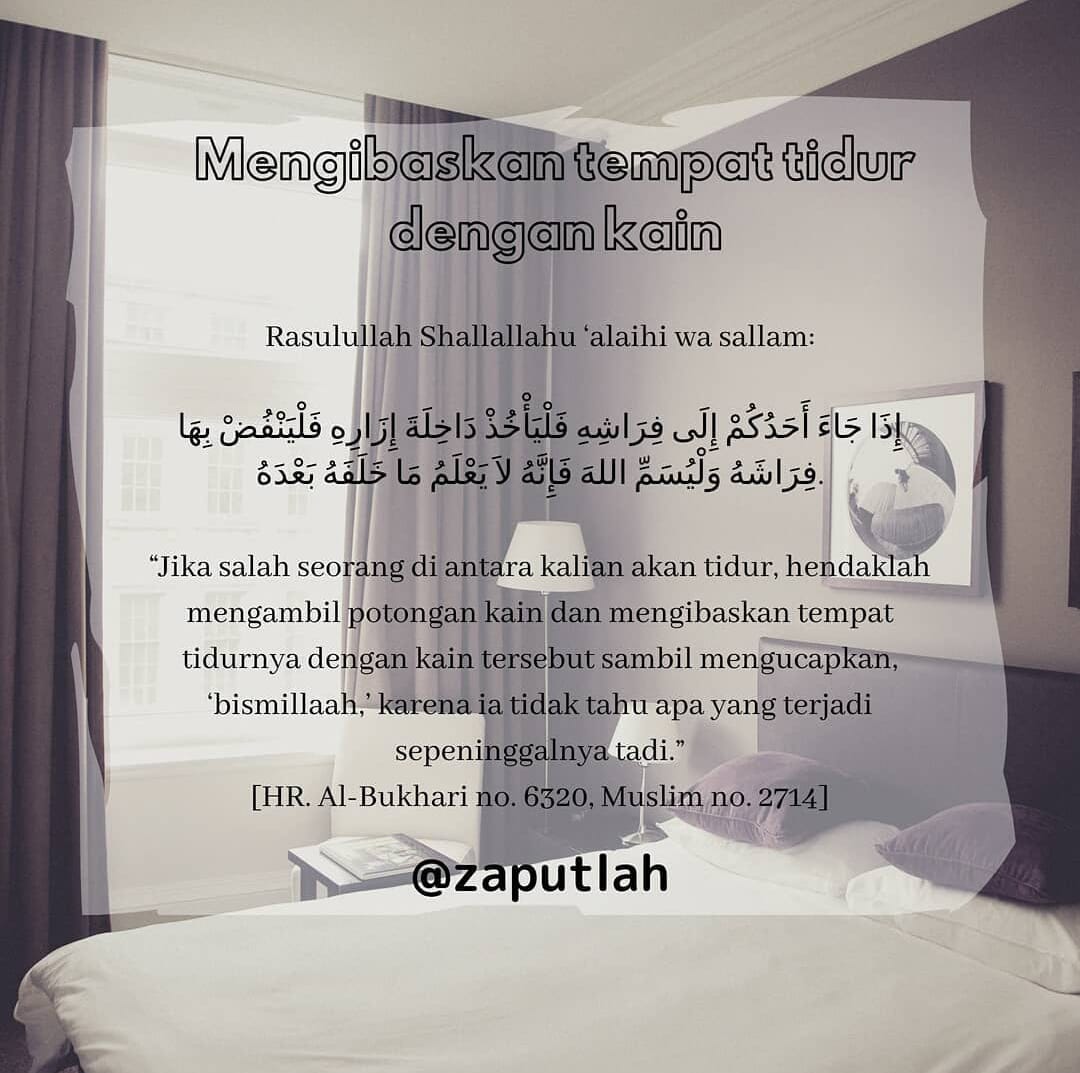 Mengibaskan tempat tidur
dengan kain
Rasulullah Shallallahu ‘alaihi wa sallam:
إِذَا جَاءَ أَحَدُكُمْ إِلَى فِرَاشِهِ فَلْيَأْخُذْ دَاخِلَةَ إِزَارِهِ فَلْيَنْفُضْ بِهَا
فِرَاشَهُ وَلْيُسَمِّ اللهَ فَإِنَّهُ لاَ يَعْلَمُ مَا خَلَفَهُ بَعْدَهُ.
“Jika salah seorang di antara kalian akan tidur, hendaklah
mengambil potongan kain dan mengibaskan tempat
tidurnya dengan kain tersebut sambil mengucapkan,
‘bismillaah,’ karena ia tidak tahu apa yang terjadi
sepeninggalnya tadi.”
[HR. Al-Bukhari no. 6320, Muslim no. 2714]
@zaputlah